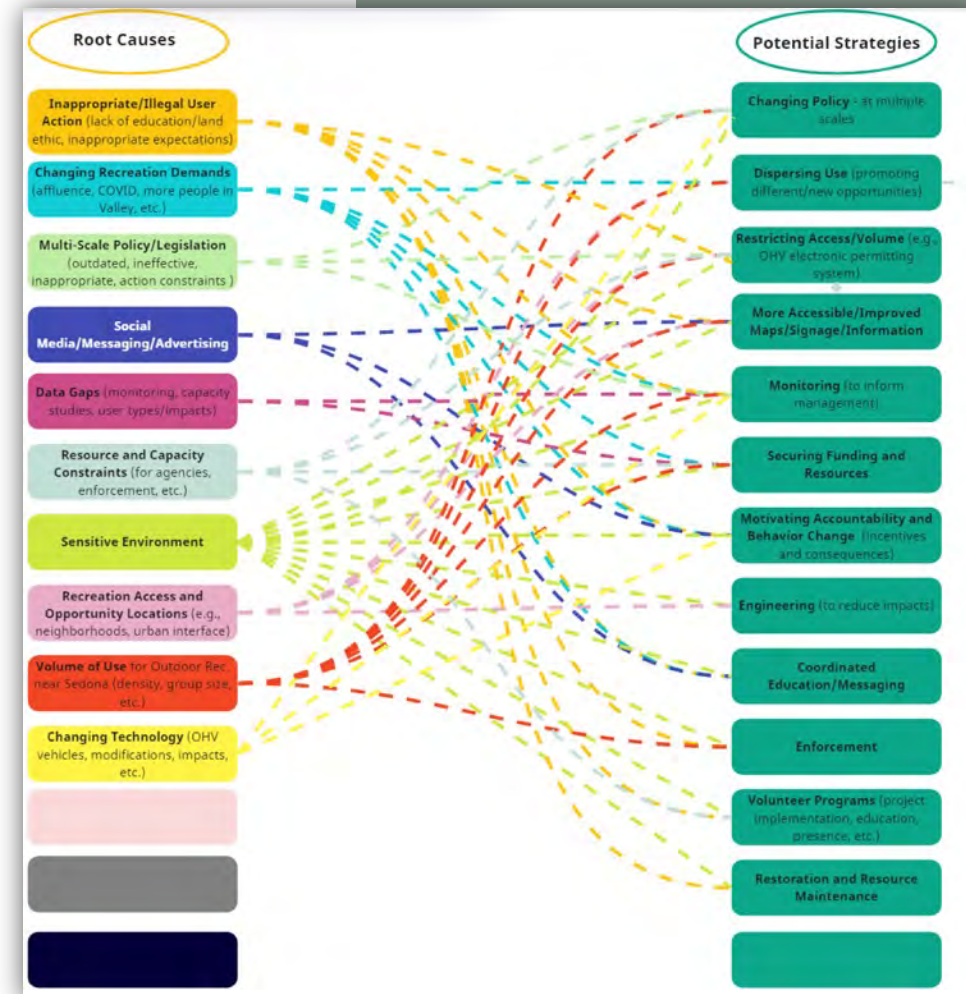 Root Causes
Inappropriate/Illegal User
Action (lack of education/land
ethic, inappropriate expectations)
Changing Recreation Demands
(affluence, COVID, more people in
Valley, etc.)
Multi-Scale Policy/Legislation
(outdated, ineffective,
inappropriate, action constraints )
Social
Media/Messaging/Advertising
Data Gaps (monitoring, capacity
studies, user types/impacts)
Resource and Capacity
Constraints (for agencies,
enforcement, etc.)
Sensitive Environment
Recreation Access and
Opportunity Locations (e.g.,
neighborhoods, urban interface)
Volume of Use for Outdoor Rec.
near Sedona (density, group size,
etc.)
Changing Technology (OHV
vehicles, modifications, impacts,
etc.)
Potential Strategies
Changing Policy - at multiple
scales
Dispersing Use (promoting
different/new opportunities)
Restricting Access/Volume (e.g.,
OHV electronic permitting
system)
More Accessible/Improved
Maps/Signage/Information
Monitoring (to inform
management)
Securing Funding and
Resources
Motivating Accountability and
Behavior Change (incentives
and consequences)
Engineering (to reduce impacts)
Coordinated
Education/Messaging
Enforcement
Volunteer Programs (project
implementation, education,
presence, etc.)
Restoration and Resource
Maintenance